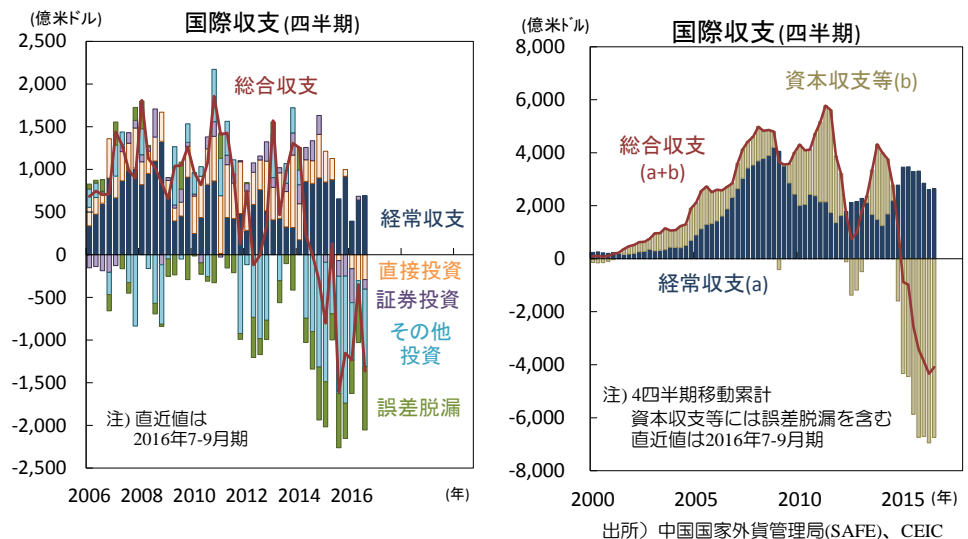 (億米ドル)
国際収支(四半期)
2,500
2,000
1,500
1,000
500
0
-500
-1,000
-1,500
-2,000
-2,500
総合収支
経常収支
直接投資
証券投資
その他
投資
誤差脱漏
注) 直近値は
2016年7-9月期
2006 2008 2010 2012 2014 2016 (年)
(億米ドル)
国際収支(四半期)
8,000
6,000
4,000
2,000
0
-2,000
-4,000
-6,000
-8,000
資本収支等(b)
総合収支
(a+b)
経常収支(a)
注) 4四半期移動累計
資本収支等には誤差脱漏を含む
直近値は2016年7-9月期
2000 2005 2010 2015 (年)
出所）中国国家外貨管理局(SAFE)、CEIC